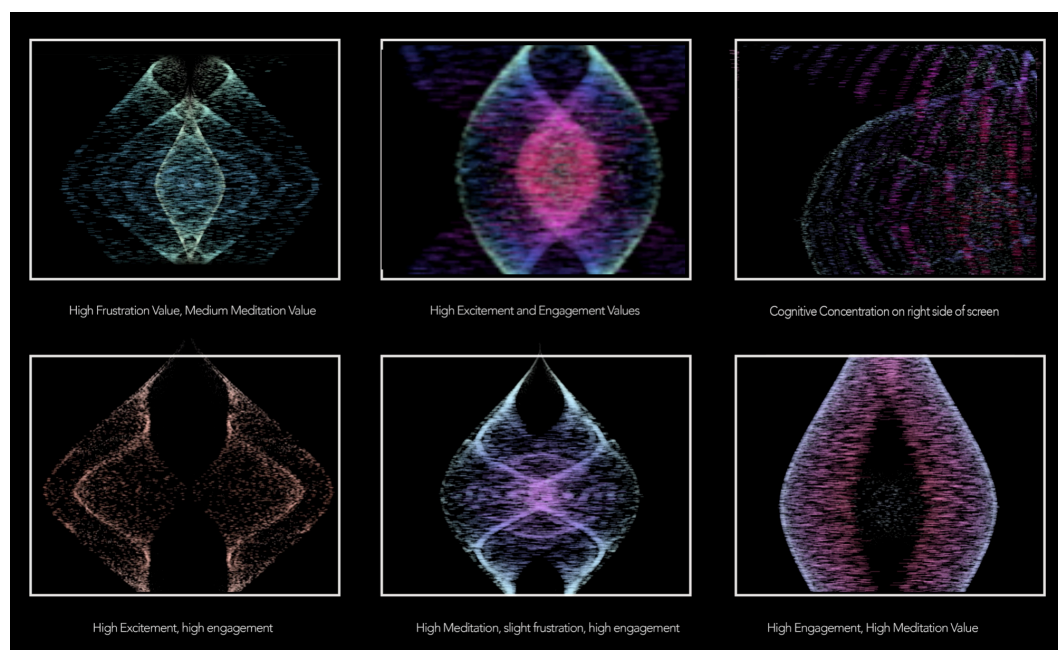 High Frustration Value, Medium Meditation Value
High Excitement and Engagement Values
Cognitive Concentration on right side of screen
High Excitement, high engagement
High Meditation, slight frustration, high engagement
High Engagement, High Meditation Value